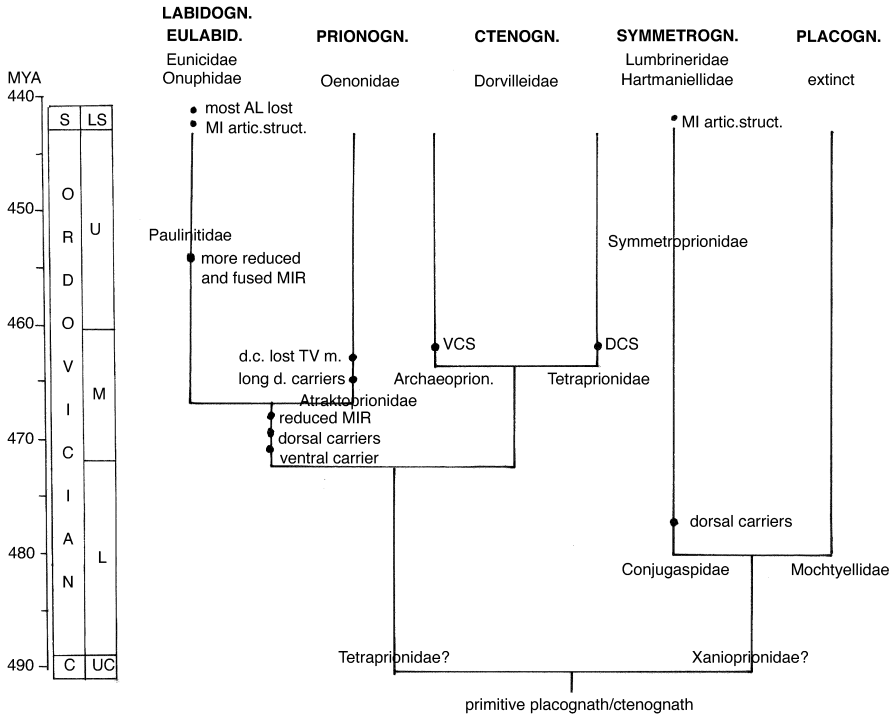 LABIDOGN.
EULABID. PRIONOGN. CTENOGN. SYMMETROGN. PLACOGN.
Eunicidae Lumbrineridae
MYA Onuphidae Oenonidae Dorvilleidae Hartmaniellidae extinct
440
most AL lost
S LS MI artic.struct. MI artic.struct.
O
450
R U Paulinitidae Symmetroprionidae
more reduced
D and fused MIR
460 O
VCS DCS
d.c. lost TV m.
V
long d. carriers Archaeoprion. Tetraprionidae
M
Atraktoprionidae
I reduced MIR
470 dorsal carriers
C ventral carrier
I
dorsal carriers
A
480 L
N Conjugaspidae Mochtyellidae
Tetraprionidae? Xanioprionidae?
490 C UC
primitive placognath/ctenognath